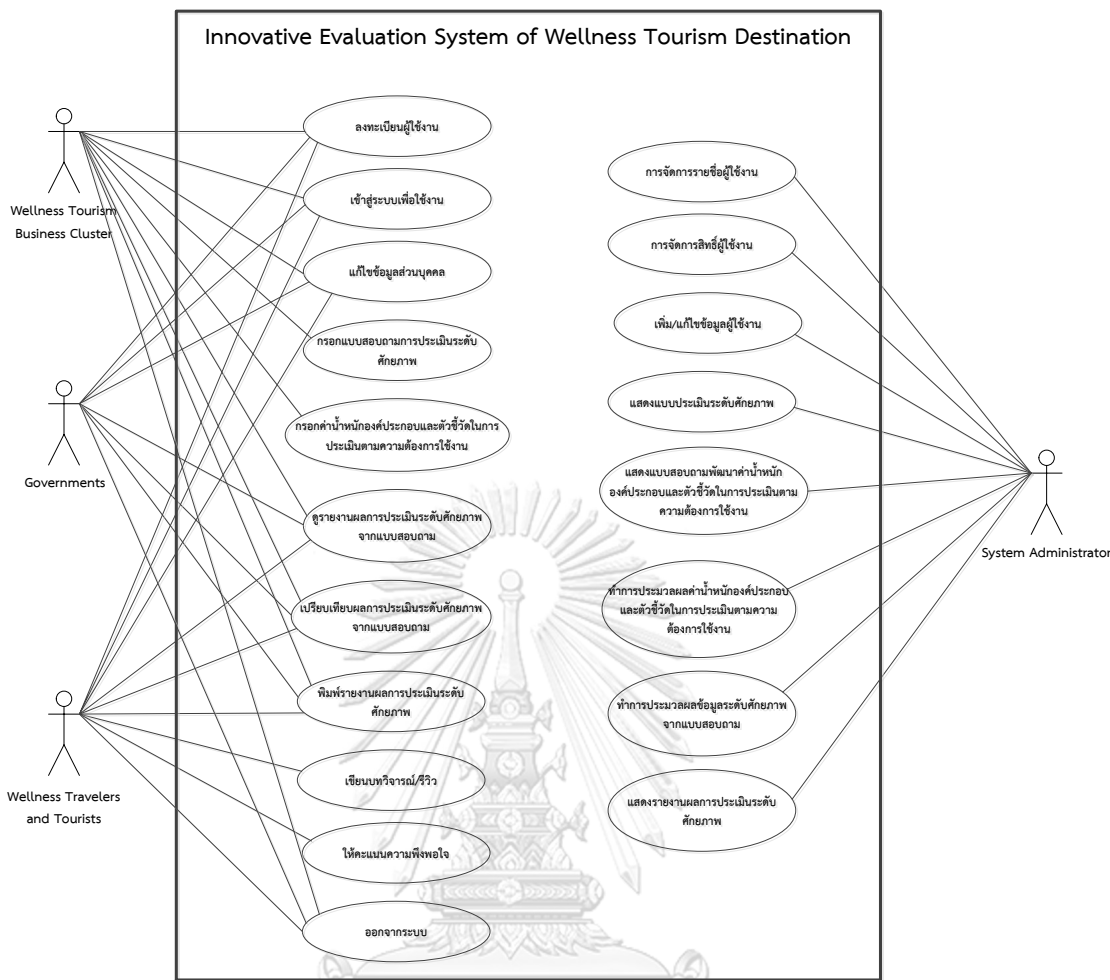 Innovative Evaluation System of Wellness Tourism Destination
Wellness Tourism
Business Cluster
Governments
Wellness Travelers
and Tourists
ลงทะเบียนผู้ใช้งาน
เข้าสู่ระบบเพื่อใช้งาน
แก้ไขข้อมูลส่วนบุคคล
กรอกแบบสอบถามการประเมินระดับ
ศักยภาพ
กรอกค่าน้ำหนักองค์ประกอบและตัวชี้วัดในการ
ประเมินตามความต้องการใช้งาน
ดูรายงานผลการประเมินระดับศักยภาพ
จากแบบสอบถาม
เปรียบเทียบผลการประเมินระดับศักยภาพ
จากแบบสอบถาม
พิมพ์รายงานผลการประเมินระดับ
ศักยภาพ
เขียนบทวิจารณ์/รีวิว
ให้คะแนนความพึงพอใจ
ออกจากระบบ
การจัดการรายชื่อผู้ใช้งาน
การจัดการสิทธิ์ผู้ใช้งาน
เพิ่ม/แก้ไขข้อมูลผู้ใช้งาน
แสดงแบบประเมินระดับศักยภาพ
แสดงแบบสอบถามพัฒนาค่าน้ำหนัก
องค์ประกอบและตัวชี้วัดในการประเมินตาม
ความต้องการใช้งาน
ทำการประมวลผลค่าน้ำหนักองค์ประกอบ
และตัวชี้วัดในการประเมินตามความ
ต้องการใช้งาน
ทำการประมวลผลข้อมูลระดับศักยภาพ
จากแบบสอบถาม
แสดงรายงานผลการประเมินระดับ
ศักยภาพ
System Administrator